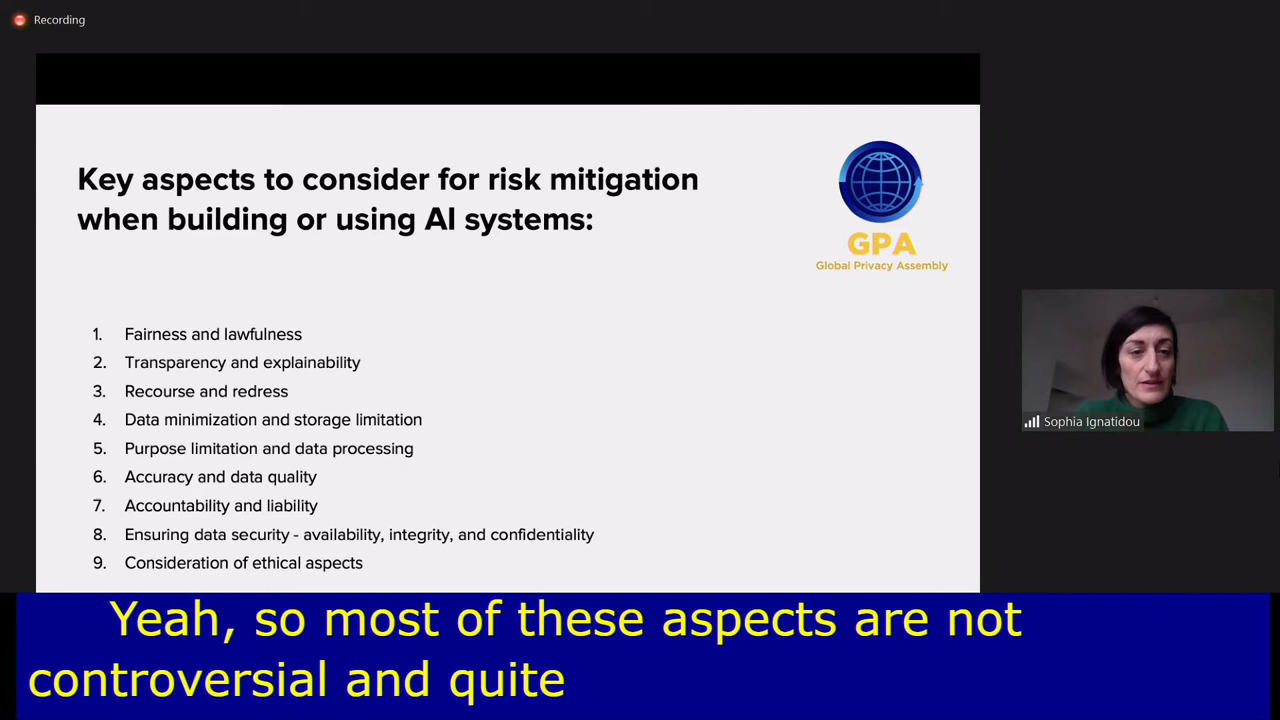 Recording
Key aspects to consider for risk mitigation
when building or using AI systems:
GPA
Global Privacy Assembly
1. Fairness and lawfulness
2. Transparency and explainability
3. Recourse and redress
4. Data minimization and storage limitation
5. Purpose limitation and data processing
6. Accuracy and data quality
7. Accountability and liability
8. Ensuring data security - availability, integrity, and confidentiality
9. Consideration of ethical aspects
Sophia Ignatidou
Yeah, so most of these aspects are not
controversial and quite